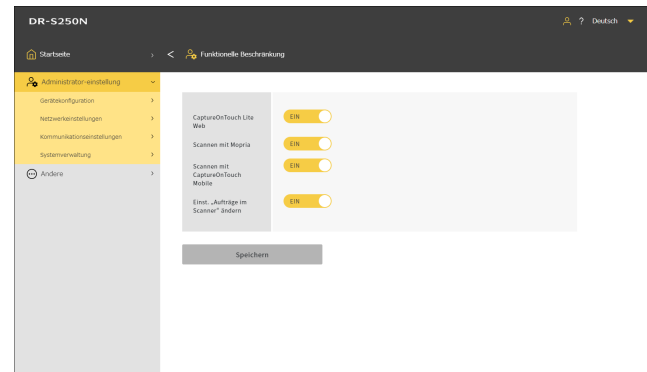 DR-S250N
? Deutsch
Startseite
< Funktionelle Beschränkung
Administrator-einstellung
Gerätekonfiguration
Netzwerkeinstellungen
Kommunikationseinstellungen
Systemverwaltung
Andere
CaptureOnTouch Lite
Web
EIN
Scannen mit Mopria
EIN
Scannen mit
CaptureOnTouch
Mobile
EIN
Einst. „Aufträge im
Scanner" ändern
EIN
Speichern